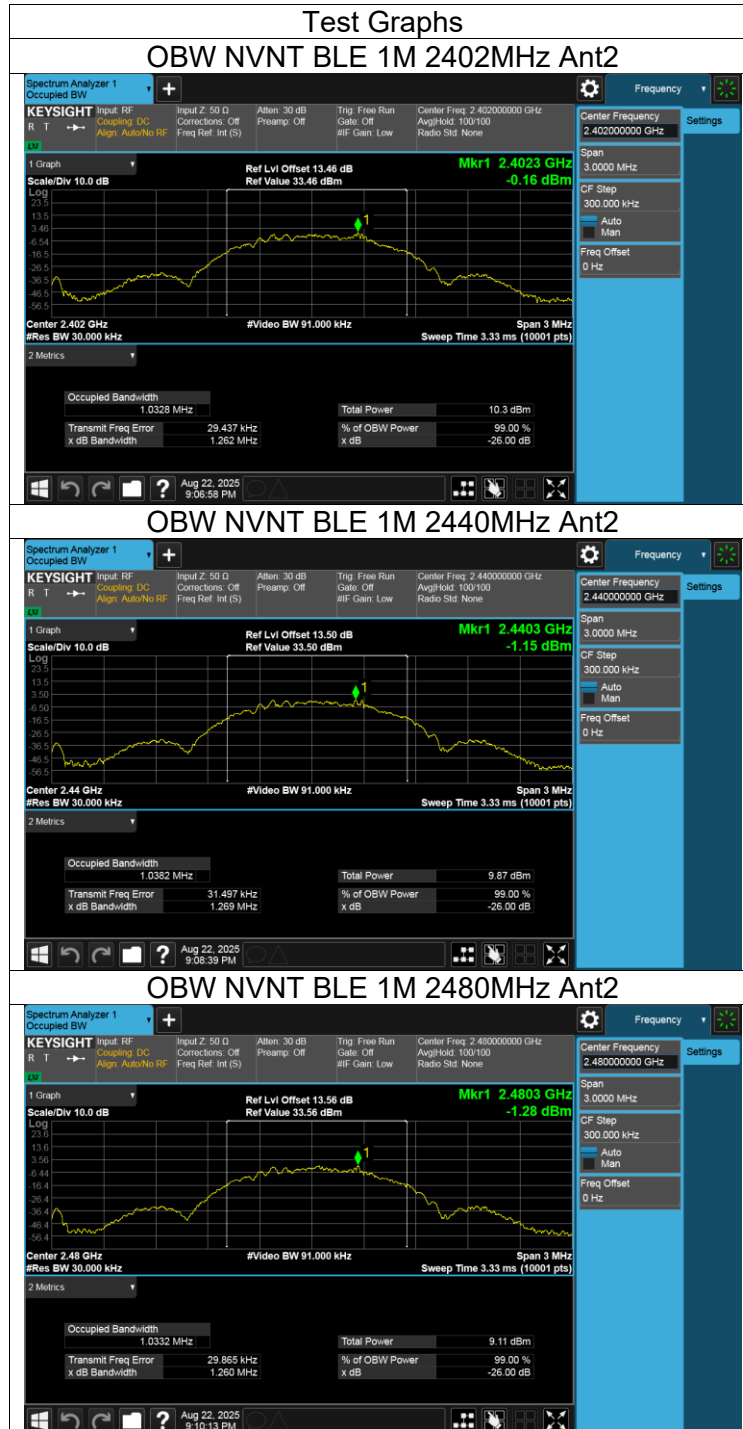 Test Graphs
OBW NVNT BLE 1M 2402MHz Ant2
Spectrum Analyzer 1
Occupied BW
+
Frequency
KEYSIGHT Input: RF Input Z: 50 Ω Atten: 30 dB Trig: Free Run Center Freq: 2.402000000 GHz
R T Coupling: DC Corrections: Off Preamp: Off Gate: Off Avg|Hold: 100/100
Align: Auto/No RF Freq Ref: Int (S) #IF Gain: Low Radio Std: None
LXI
Center Frequency
2.402000000 GHz
Settings
Span
3.0000 MHz
CF Step
300.000 kHz
Auto
Man
Freq Offset
0 Hz
1 Graph
Ref Lvl Offset 13.46 dB
Mkr1 2.4023 GHz
Scale/Div 10.0 dB
Ref Value 33.46 dBm
-0.16 dBm
Log
23.5
13.5
3.46
-6.54
-16.5
-26.5
-36.5
-46.5
-56.5
1
Center 2.402 GHz #Video BW 91.000 kHz Span 3 MHz
#Res BW 30.000 kHz Sweep Time 3.33 ms (10001 pts)
2 Metrics
Occupied Bandwidth
1.0328 MHz
Total Power 10.3 dBm
Transmit Freq Error 29.437 kHz % of OBW Power 99.00 %
x dB Bandwidth 1.262 MHz x dB -26.00 dB
? Aug 22, 2025
9:06:58 PM
OBW NVNT BLE 1M 2440MHz Ant2
Spectrum Analyzer 1
Occupied BW
+
Frequency
KEYSIGHT Input: RF Input Z: 50 Ω Atten: 30 dB Trig: Free Run Center Freq: 2.440000000 GHz
R T Coupling: DC Corrections: Off Preamp: Off Gate: Off Avg|Hold: 100/100
Align: Auto/No RF Freq Ref: Int (S) #IF Gain: Low Radio Std: None
LXI
Center Frequency
2.440000000 GHz
Settings
Span
3.0000 MHz
CF Step
300.000 kHz
Auto
Man
Freq Offset
0 Hz
1 Graph
Ref Lvl Offset 13.50 dB
Mkr1 2.4403 GHz
Scale/Div 10.0 dB
Ref Value 33.50 dBm
-1.15 dBm
Log
23.5
13.5
3.50
-6.50
-16.5
-26.5
-36.5
-46.5
-56.5
1
Center 2.44 GHz #Video BW 91.000 kHz Span 3 MHz
#Res BW 30.000 kHz Sweep Time 3.33 ms (10001 pts)
2 Metrics
Occupied Bandwidth
1.0382 MHz
Total Power 9.87 dBm
Transmit Freq Error 31.497 kHz % of OBW Power 99.00 %
x dB Bandwidth 1.269 MHz x dB -26.00 dB
? Aug 22, 2025
9:08:39 PM
OBW NVNT BLE 1M 2480MHz Ant2
Spectrum Analyzer 1
Occupied BW
+
Frequency
KEYSIGHT Input: RF Input Z: 50 Ω Atten: 30 dB Trig: Free Run Center Freq: 2.480000000 GHz
R T Coupling: DC Corrections: Off Preamp: Off Gate: Off Avg|Hold: 100/100
Align: Auto/No RF Freq Ref: Int (S) #IF Gain: Low Radio Std: None
LXI
Center Frequency
2.480000000 GHz
Settings
Span
3.0000 MHz
CF Step
300.000 kHz
Auto
Man
Freq Offset
0 Hz
1 Graph
Ref Lvl Offset 13.56 dB
Mkr1 2.4803 GHz
Scale/Div 10.0 dB
Ref Value 33.56 dBm
-1.28 dBm
Log
23.6
13.6
3.56
-6.44
-16.4
-26.4
-36.4
-46.4
-56.4
1
Center 2.48 GHz #Video BW 91.000 kHz Span 3 MHz
#Res BW 30.000 kHz Sweep Time 3.33 ms (10001 pts)
2 Metrics
Occupied Bandwidth
1.0332 MHz
Total Power 9.11 dBm
Transmit Freq Error 29.865 kHz % of OBW Power 99.00 %
x dB Bandwidth 1.260 MHz x dB -26.00 dB
? Aug 22, 2025
9:10:13 PM